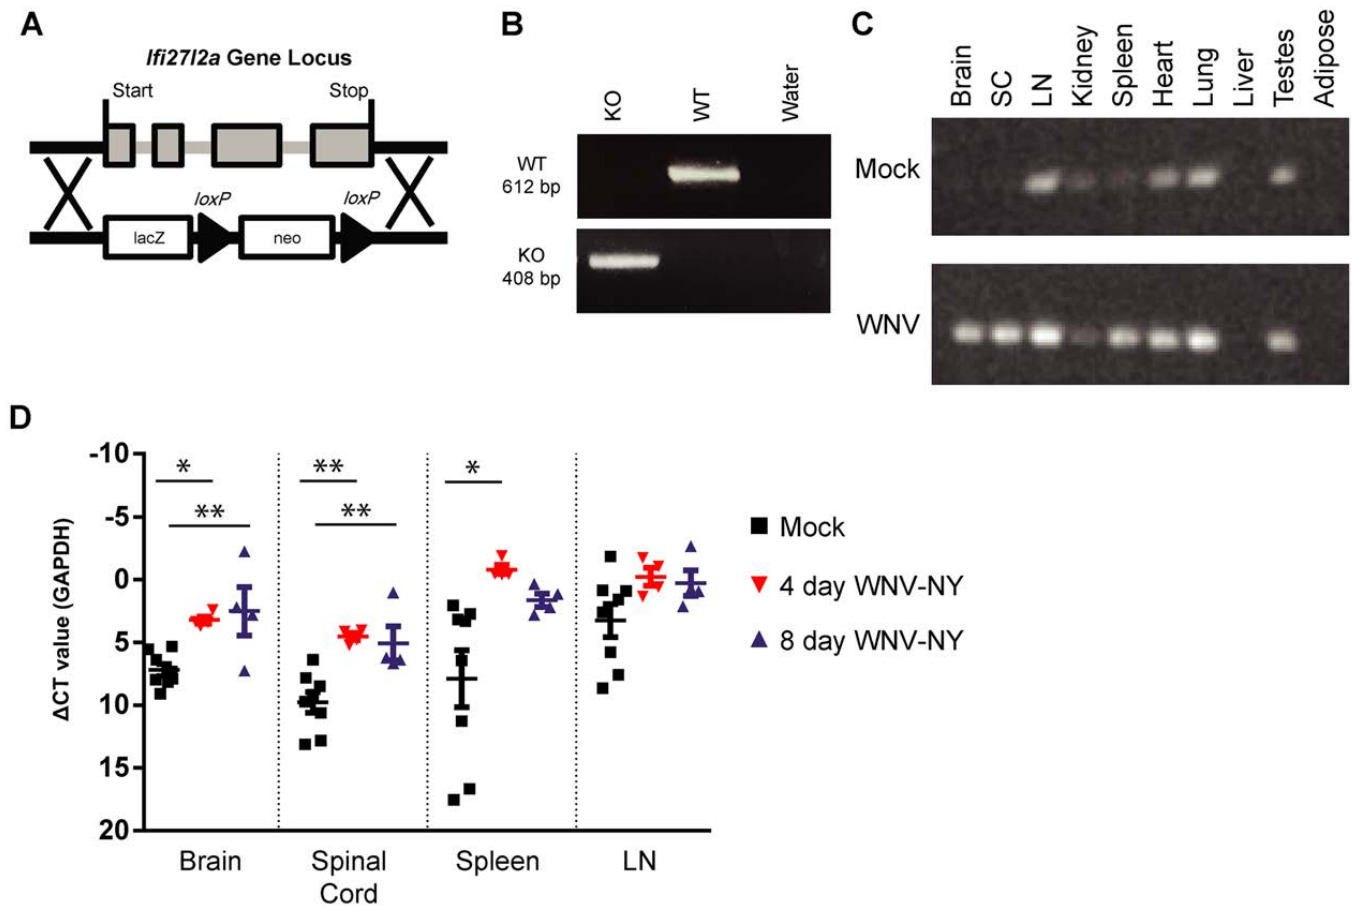 A
Ifi27l2a Gene Locus
Start
Stop
loxP
loxP
lacZ
neo
B
KO
WT
Water
WT
612 bp
KO
408 bp
C
Brain
SC
LN
Kidney
Spleen
Heart
Lung
Liver
Testes
Adipose
Mock
WNV
D
ΔCT value (GAPDH)
-10
-5
0
5
10
15
20
*
**
**
**
*
Brain
Spinal
Cord
Spleen
LN
Mock
4 day WNV-NY
8 day WNV-NY